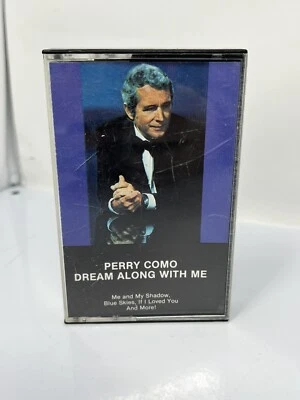 PERRY COMO
DREAM ALONG WITH ME
Me and My Shadow,
Blue Skies, If I Loved You
And More!